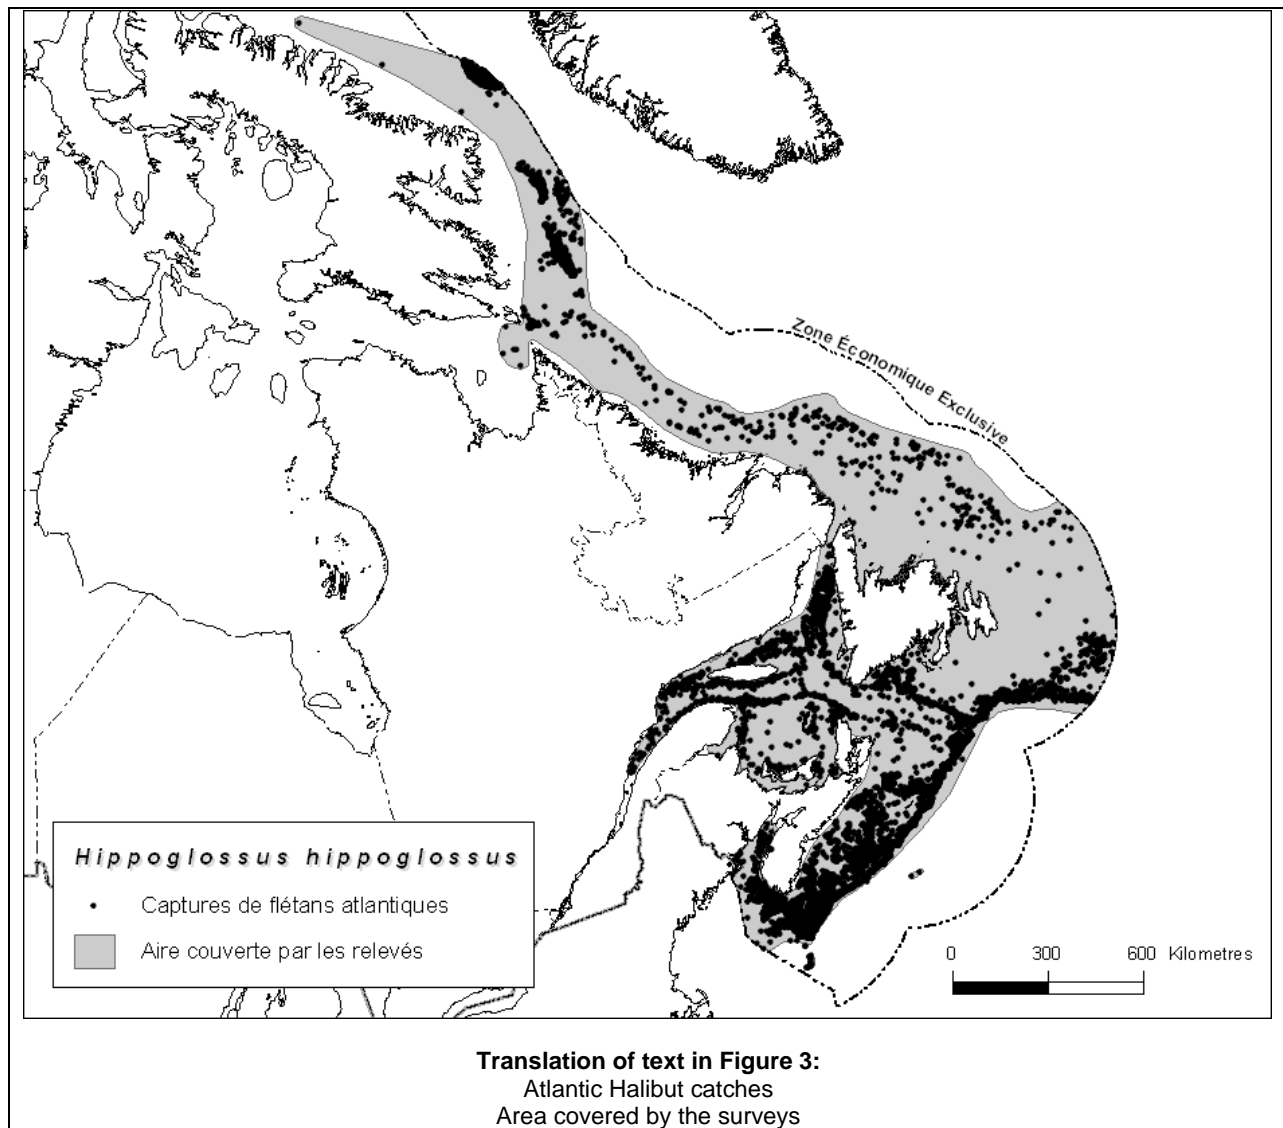 Zone Économique Exclusive
Hippoglossus hippoglossus
Captures de flétans atlantiques
Aire couverte par les relevés
0 300 600 Kilometres
Translation of text in Figure 3:
Atlantic Halibut catches
Area covered by the surveys